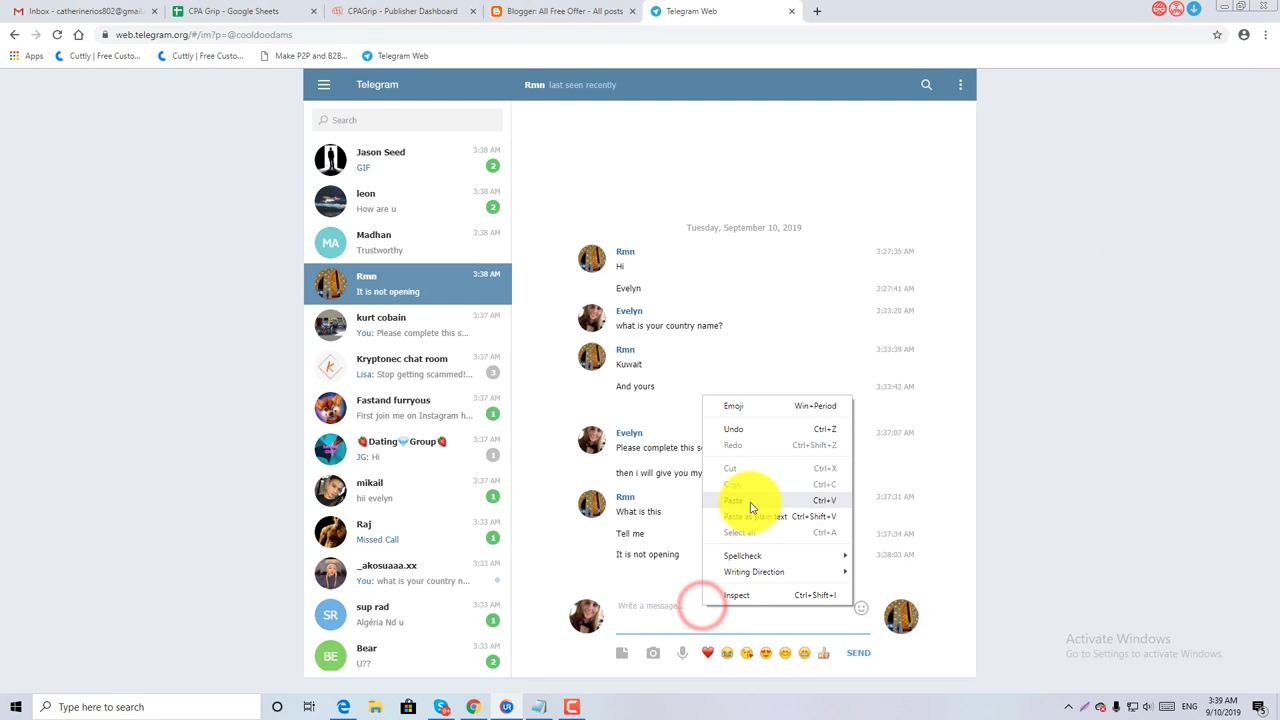 Inbox - catherinerios802@gmail.c
CPA Grip - Google Sheets
CPAGrip - Publisher Dashboard
Blogger: All Free Offer - All posts
Telegram Web
web.telegram.org/#/im?p=@cooldoodams
Apps
Cuttly | Free Custo...
Cuttly | Free Custo...
Make P2P and B2B...
Telegram Web
Telegram
Rmn last seen recently
Search
Jason Seed 3:38 AM
GIF 2
leon 3:38 AM
How are u 2
MA
Madhan 3:38 AM
Trustworthy
Rmn 3:38 AM
It is not opening
kurt cobain 3:37 AM
You: Please complete this s...
K
Kryptonec chat room 3:37 AM
Lisa: Stop getting scammed!... 3
Fastand furryous 3:37 AM
First join me on Instagram h... 1
🍓Dating💎Group🍓 3:37 AM
JG: Hi 1
mikail 3:37 AM
hii evelyn 1
Raj 3:33 AM
Missed Call 1
_akosuaaa.xx 3:33 AM
You: what is your country n...
SR
sup rad 3:33 AM
Algéria Nd u 1
BE
Bear 3:33 AM
U?? 2
Tuesday, September 10, 2019
Rmn 3:27:35 AM
Hi
Evelyn 3:27:41 AM
Evelyn 3:33:20 AM
what is your country name?
Rmn 3:33:39 AM
Kuwait
And yours 3:33:42 AM
Evelyn 3:37:07 AM
Please complete this s
then i will give you my
Rmn 3:37:31 AM
What is this
Tell me 3:37:34 AM
It is not opening 3:38:03 AM
Emoji Win+Period
Undo Ctrl+Z
Redo Ctrl+Shift+Z
Cut Ctrl+X
Copy Ctrl+C
Paste Ctrl+V
Paste as plain text Ctrl+Shift+V
Select all Ctrl+A
Spellcheck
Writing Direction
Inspect Ctrl+Shift+I
Write a message...
SEND
Activate Windows
Go to Settings to activate Windows.
Type here to search
ENG
3:39 AM
9/10/2019